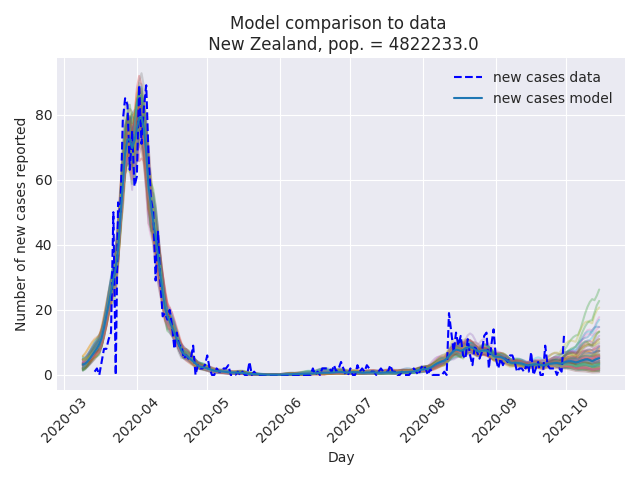 Model comparison to data
New Zealand, pop. = 4822233.0
new cases data
new cases model
Number of new cases reported
80
60
40
20
0
2020-03
2020-04
2020-05
2020-06
2020-07
2020-08
2020-09
2020-10
Day